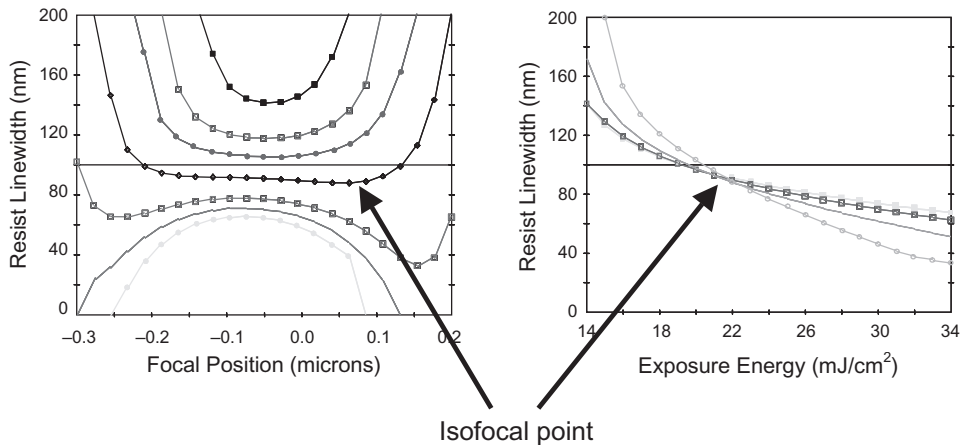 200
160
120
80
40
0
Resist Linewidth (nm)
–0.3 –0.2 –0.1 0.0 0.1 0.2
Focal Position (microns)
200
160
120
80
40
0
Resist Linewidth (nm)
14 18 22 26 30 34
Exposure Energy (mJ/cm²)
Isofocal point